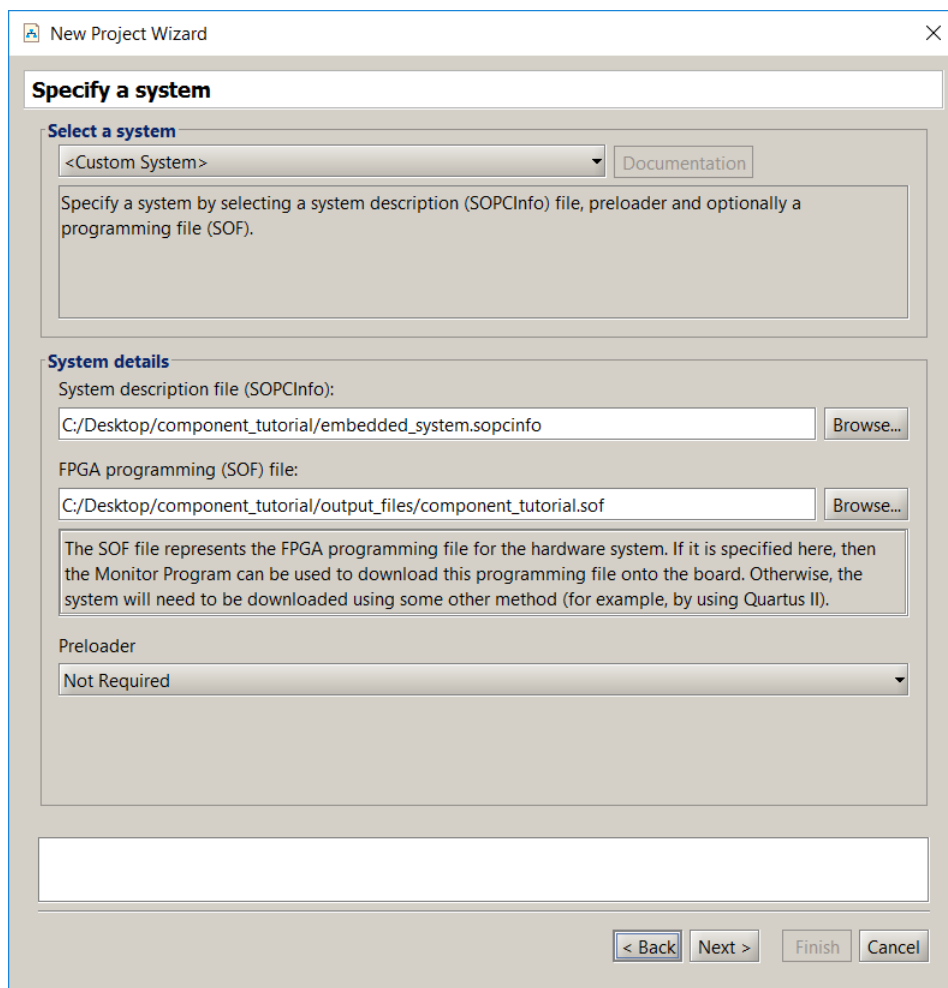 New Project Wizard
Specify a system
Select a system
<Custom System>
Documentation
Specify a system by selecting a system description (SOPCInfo) file, preloader and optionally a
programming file (SOF).
System details
System description file (SOPCInfo):
C:/Desktop/component_tutorial/embedded_system.sopcinfo
Browse...
FPGA programming (SOF) file:
C:/Desktop/component_tutorial/output_files/component_tutorial.sof
Browse...
The SOF file represents the FPGA programming file for the hardware system. If it is specified here, then
the Monitor Program can be used to download this programming file onto the board. Otherwise, the
system will need to be downloaded using some other method (for example, by using Quartus II).
Preloader
Not Required
< Back
Next >
Finish
Cancel